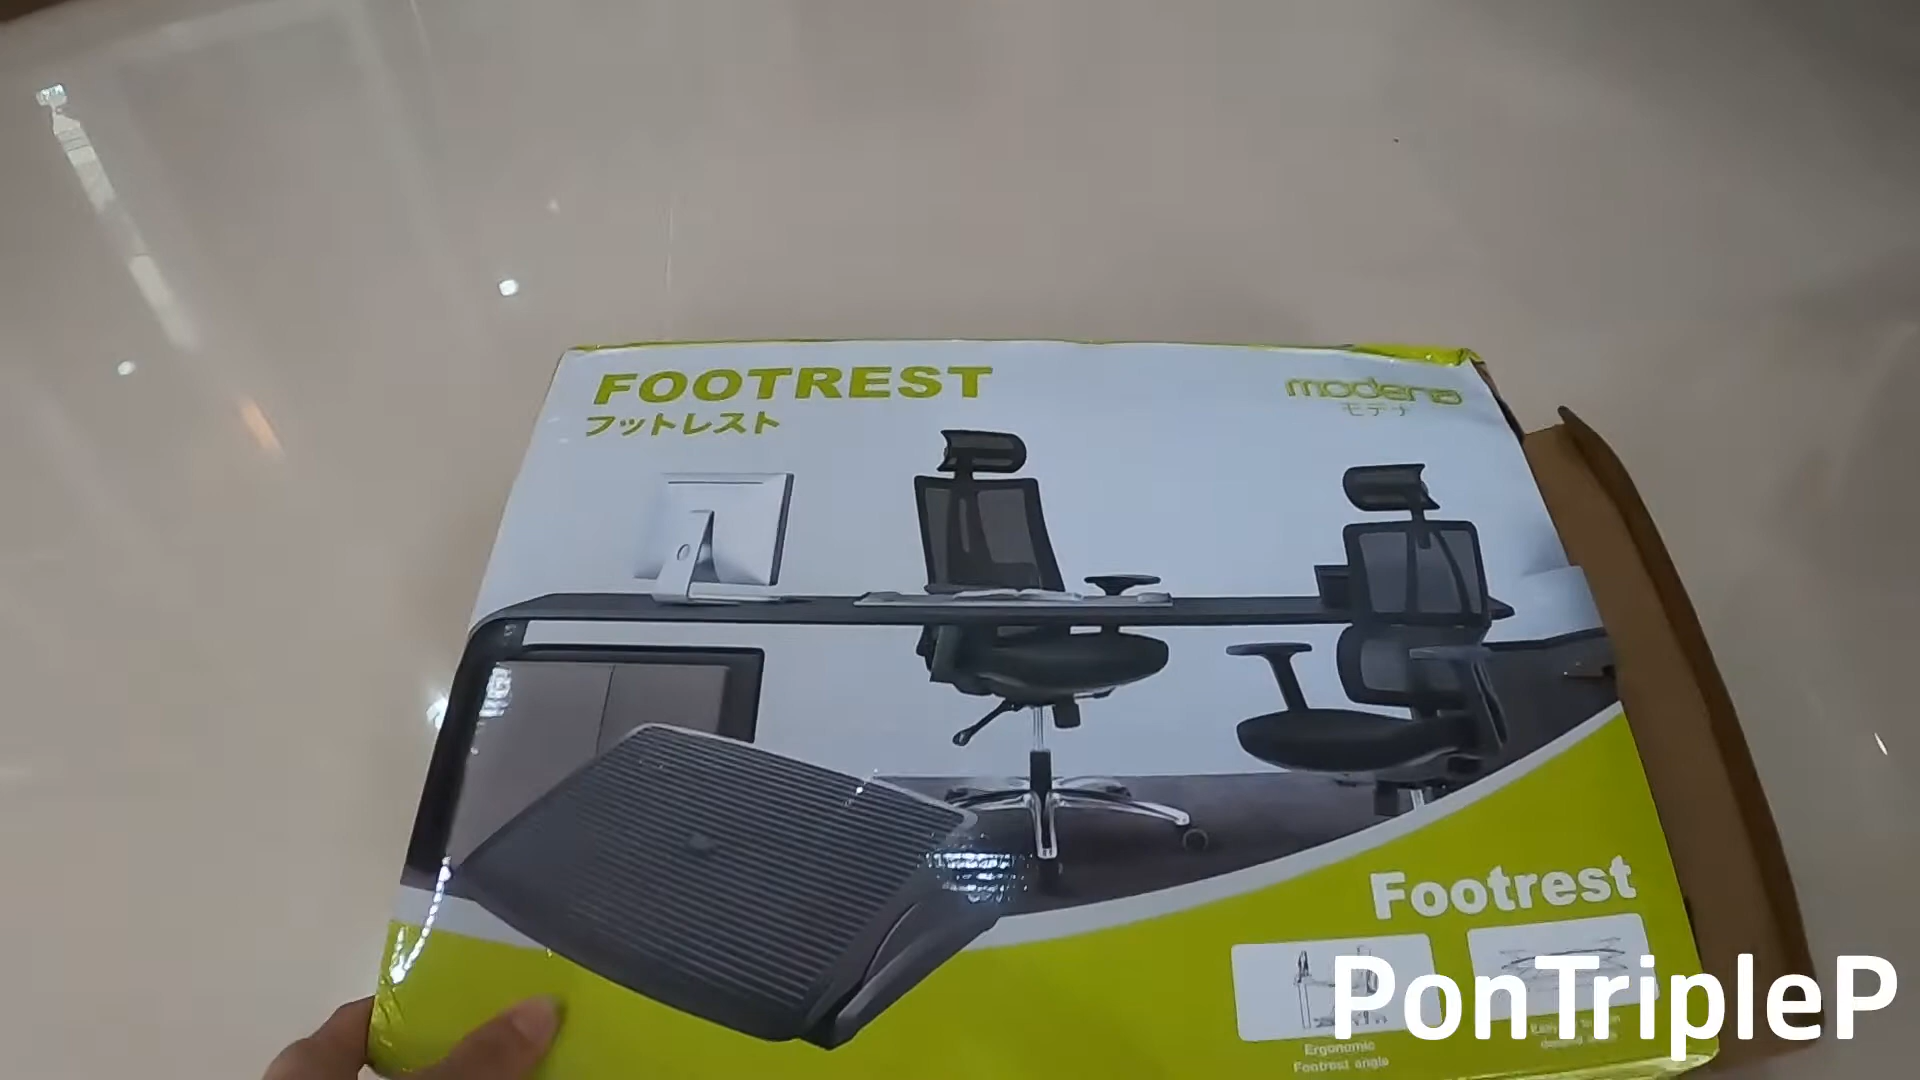 FOOTREST
フットレスト
modena
モデナ
Footrest
Ergonomic
Footrest angle
PonTripleP